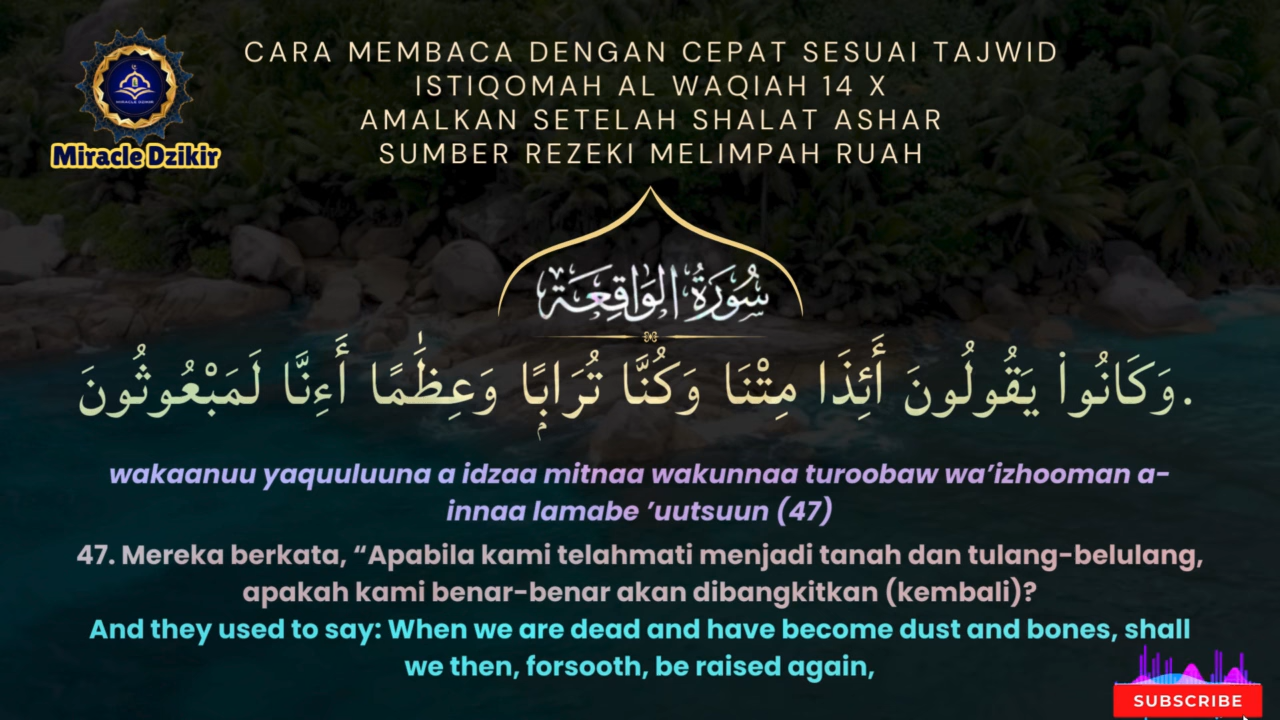 CARA MEMBACA DENGAN CEPAT SESUAI TAJWID
ISTIQOMAH AL WAQIAH 14 X
AMALKAN SETELAH SHALAT ASHAR
SUMBER REZEKI MELIMPAH RUAH
MIRACLE DZIKIR
Miracle Dzikir
سُورَةُ الوَاقِعَة
وَكَانُوا۟ يَقُولُونَ أَئِذَا مِتْنَا وَكُنَّا تُرَابًۭا وَعِظَٰمًا أَءِنَّا لَمَبْعُوثُونَ.
wakaanuu yaquuluuna a idzaa mitnaa wakunnaa turoobaw wa’izhooman a-
innaa lamabe ’uutsuun (47)
47. Mereka berkata, “Apabila kami telahmati menjadi tanah dan tulang-belulang,
apakah kami benar-benar akan dibangkitkan (kembali)?
And they used to say: When we are dead and have become dust and bones, shall
we then, forsooth, be raised again,
SUBSCRIBE